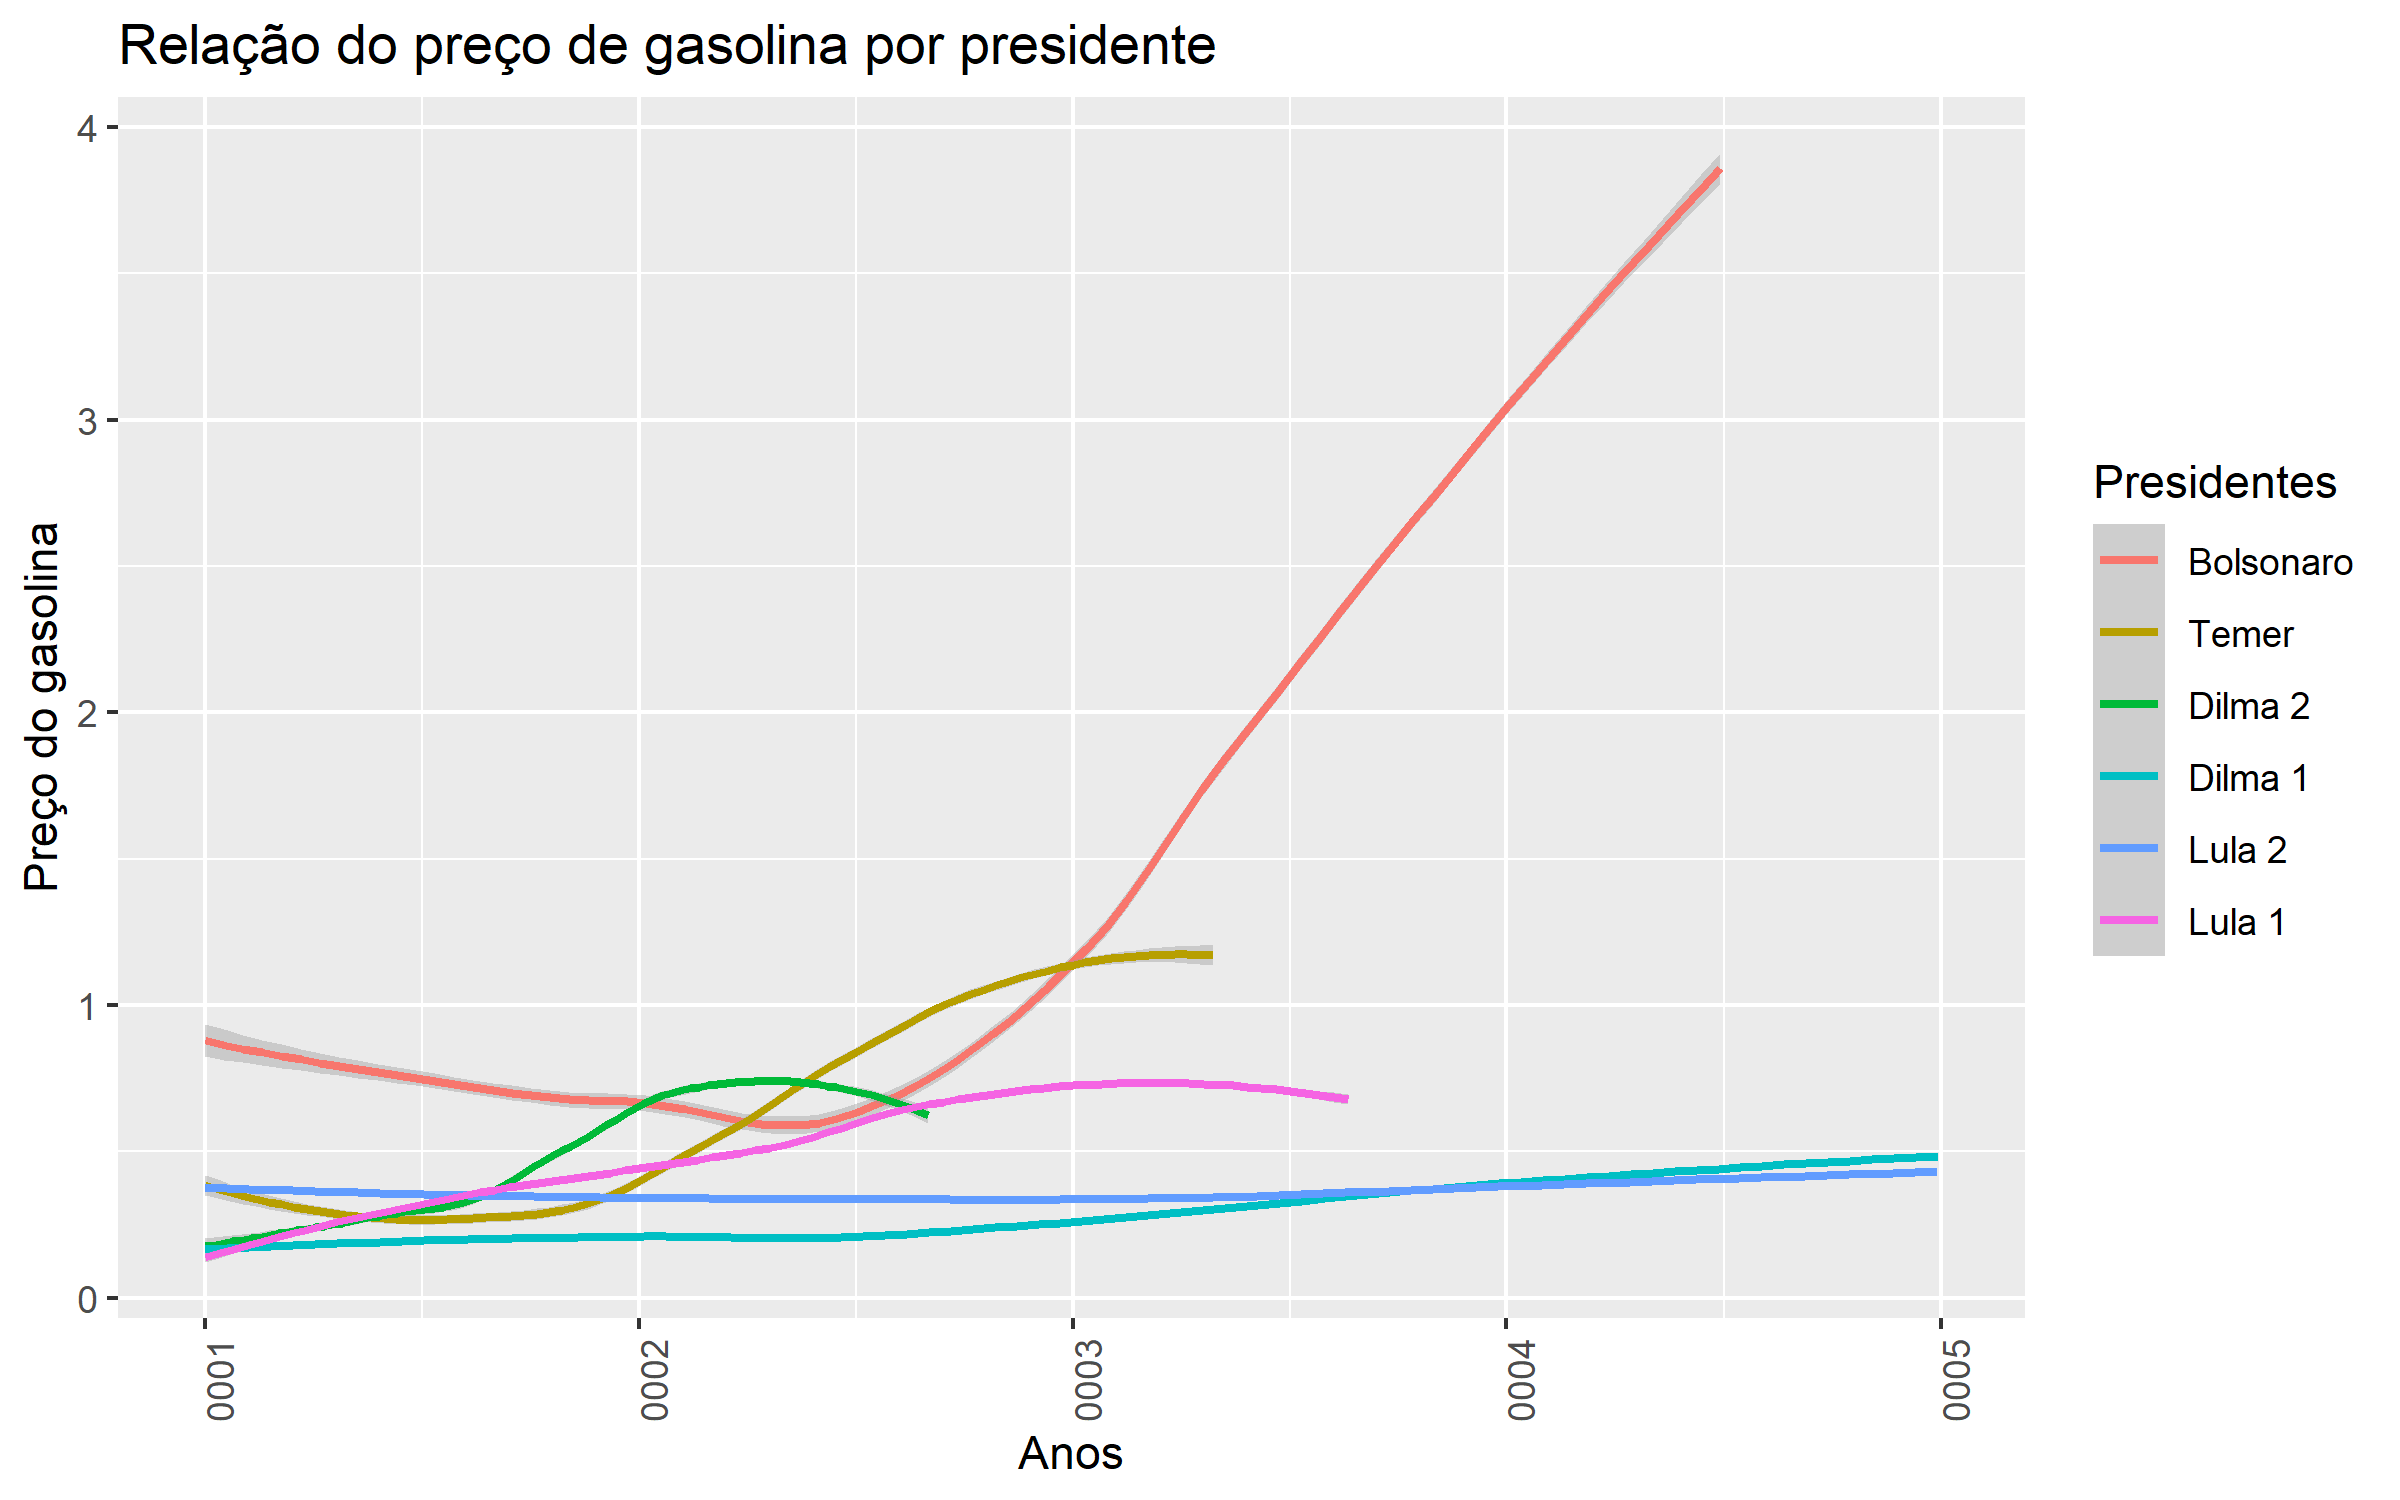 Relação do preço de gasolina por presidente
4
3
2
1
0
Preço do gasolina
0001
0002
0003
0004
0005
Anos
Presidentes
Bolsonaro
Temer
Dilma 2
Dilma 1
Lula 2
Lula 1